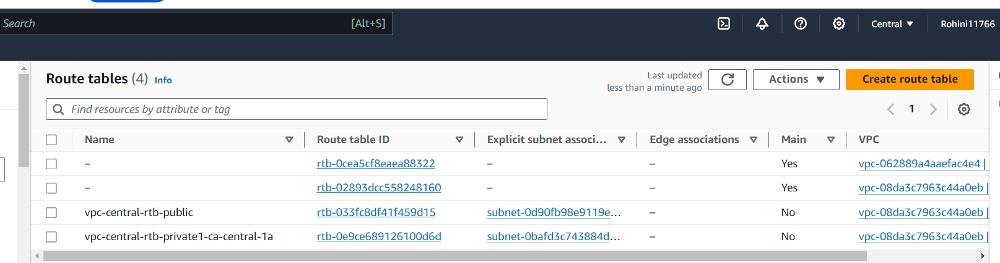 Search [Alt+S] Central Rohini11766
Route tables (4) Info
Last updated
less than a minute ago
Actions
Create route table
Find resources by attribute or tag
1
Name Route table ID Explicit subnet associ... Edge associations Main VPC
– rtb-0cea5cf8eaea88322 – – Yes vpc-062889a4aaefac4e4 |
– rtb-02893dcc558248160 – – Yes vpc-08da3c7963c44a0eb |
vpc-central-rtb-public rtb-033fc8df41f459d15 subnet-0d90fb98e9119e... – No vpc-08da3c7963c44a0eb |
vpc-central-rtb-private1-ca-central-1a rtb-0e9ce689126100d6d subnet-0bafd3c743884d... – No vpc-08da3c7963c44a0eb |